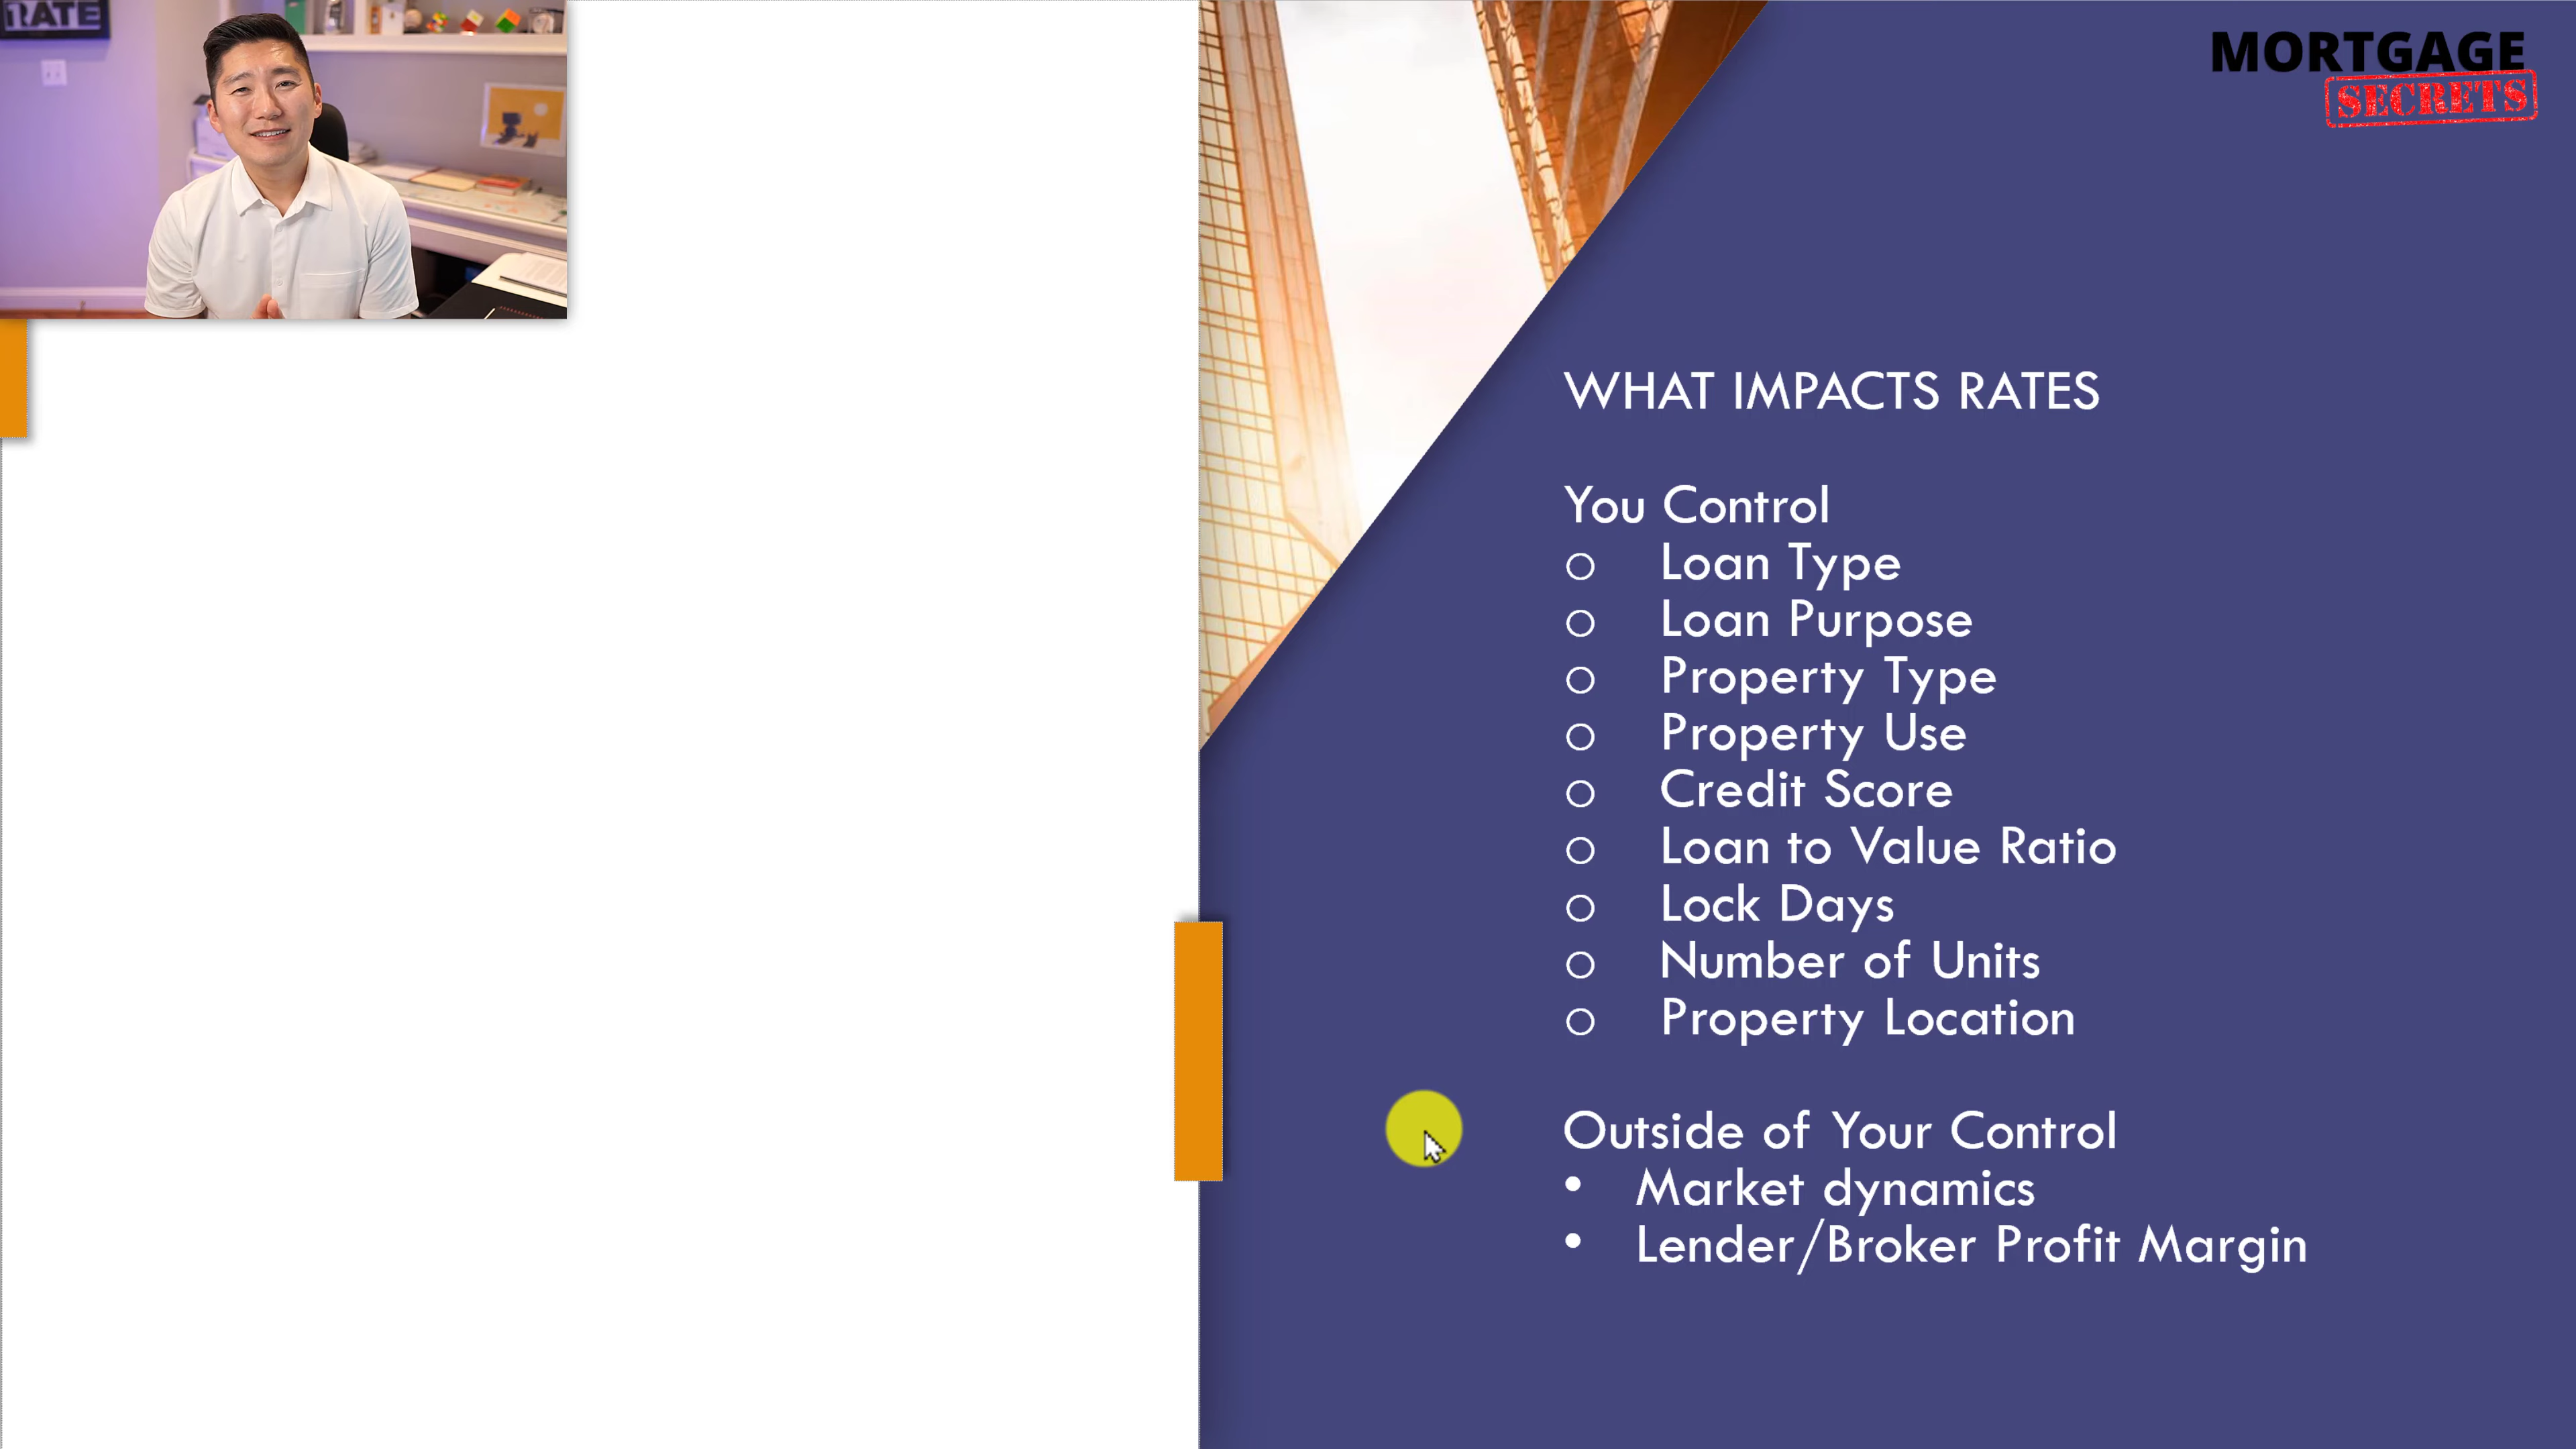 1RATE
MORTGAGE
SECRETS
WHAT IMPACTS RATES
You Control
o Loan Type
o Loan Purpose
o Property Type
o Property Use
o Credit Score
o Loan to Value Ratio
o Lock Days
o Number of Units
o Property Location
Outside of Your Control
• Market dynamics
• Lender/Broker Profit Margin